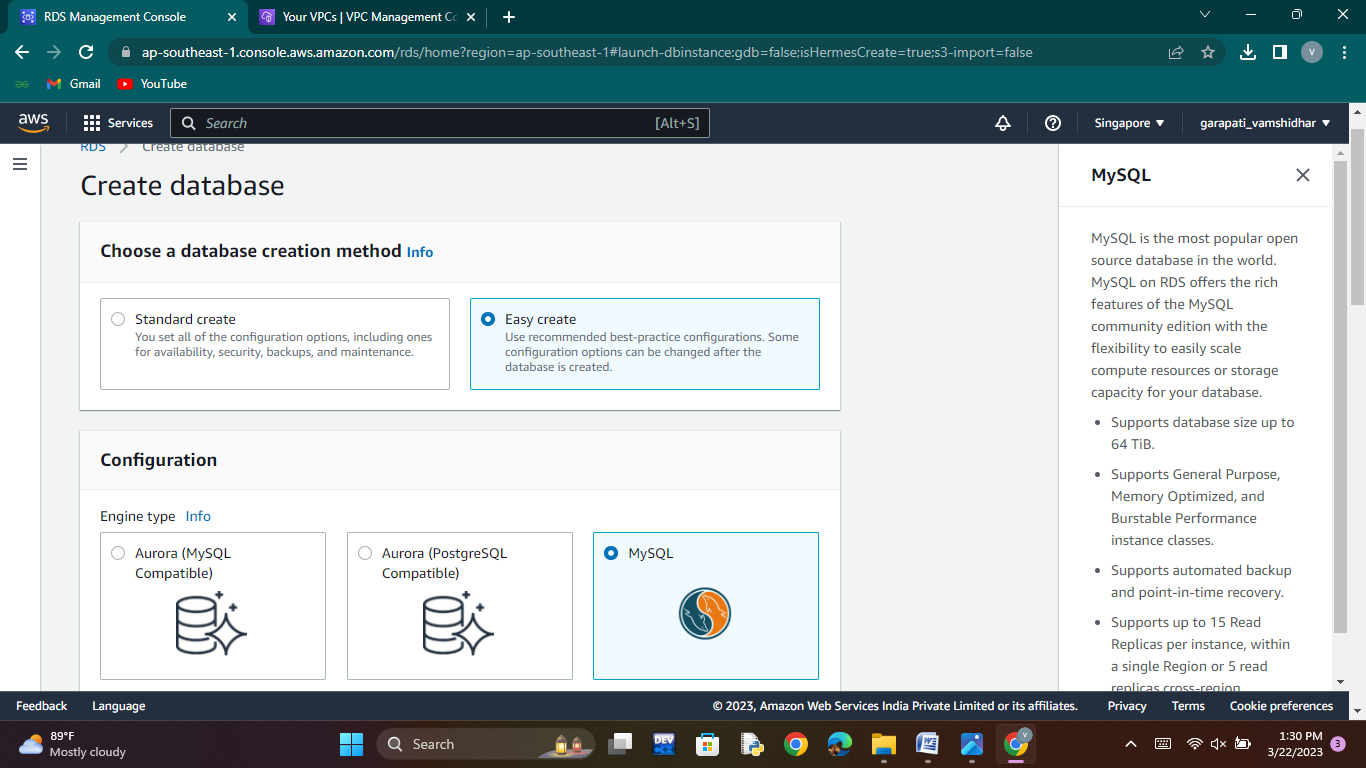 RDS Management Console
Your VPCs | VPC Management Co
ap-southeast-1.console.aws.amazon.com/rds/home?region=ap-southeast-1#launch-dbinstance:gdb=false;isHermesCreate=true;s3-import=false
V
Gmail
YouTube
aws
Services
Search
[Alt+S]
Singapore
garapati_vamshidhar
RDS
Create database
Create database
Choose a database creation method Info
Standard create
You set all of the configuration options, including ones
for availability, security, backups, and maintenance.
Easy create
Use recommended best-practice configurations. Some
configuration options can be changed after the
database is created.
Configuration
Engine type Info
Aurora (MySQL
Compatible)
Aurora (PostgreSQL
Compatible)
MySQL
MySQL
MySQL is the most popular open
source database in the world.
MySQL on RDS offers the rich
features of the MySQL
community edition with the
flexibility to easily scale
compute resources or storage
capacity for your database.
• Supports database size up to
64 TiB.
• Supports General Purpose,
Memory Optimized, and
Burstable Performance
instance classes.
• Supports automated backup
and point-in-time recovery.
• Supports up to 15 Read
Replicas per instance, within
a single Region or 5 read
replicas cross-region.
Feedback
Language
© 2023, Amazon Web Services India Private Limited or its affiliates.
Privacy
Terms
Cookie preferences
89°F
Mostly cloudy
Search
DEV
V
1:30 PM
3/22/2023
3